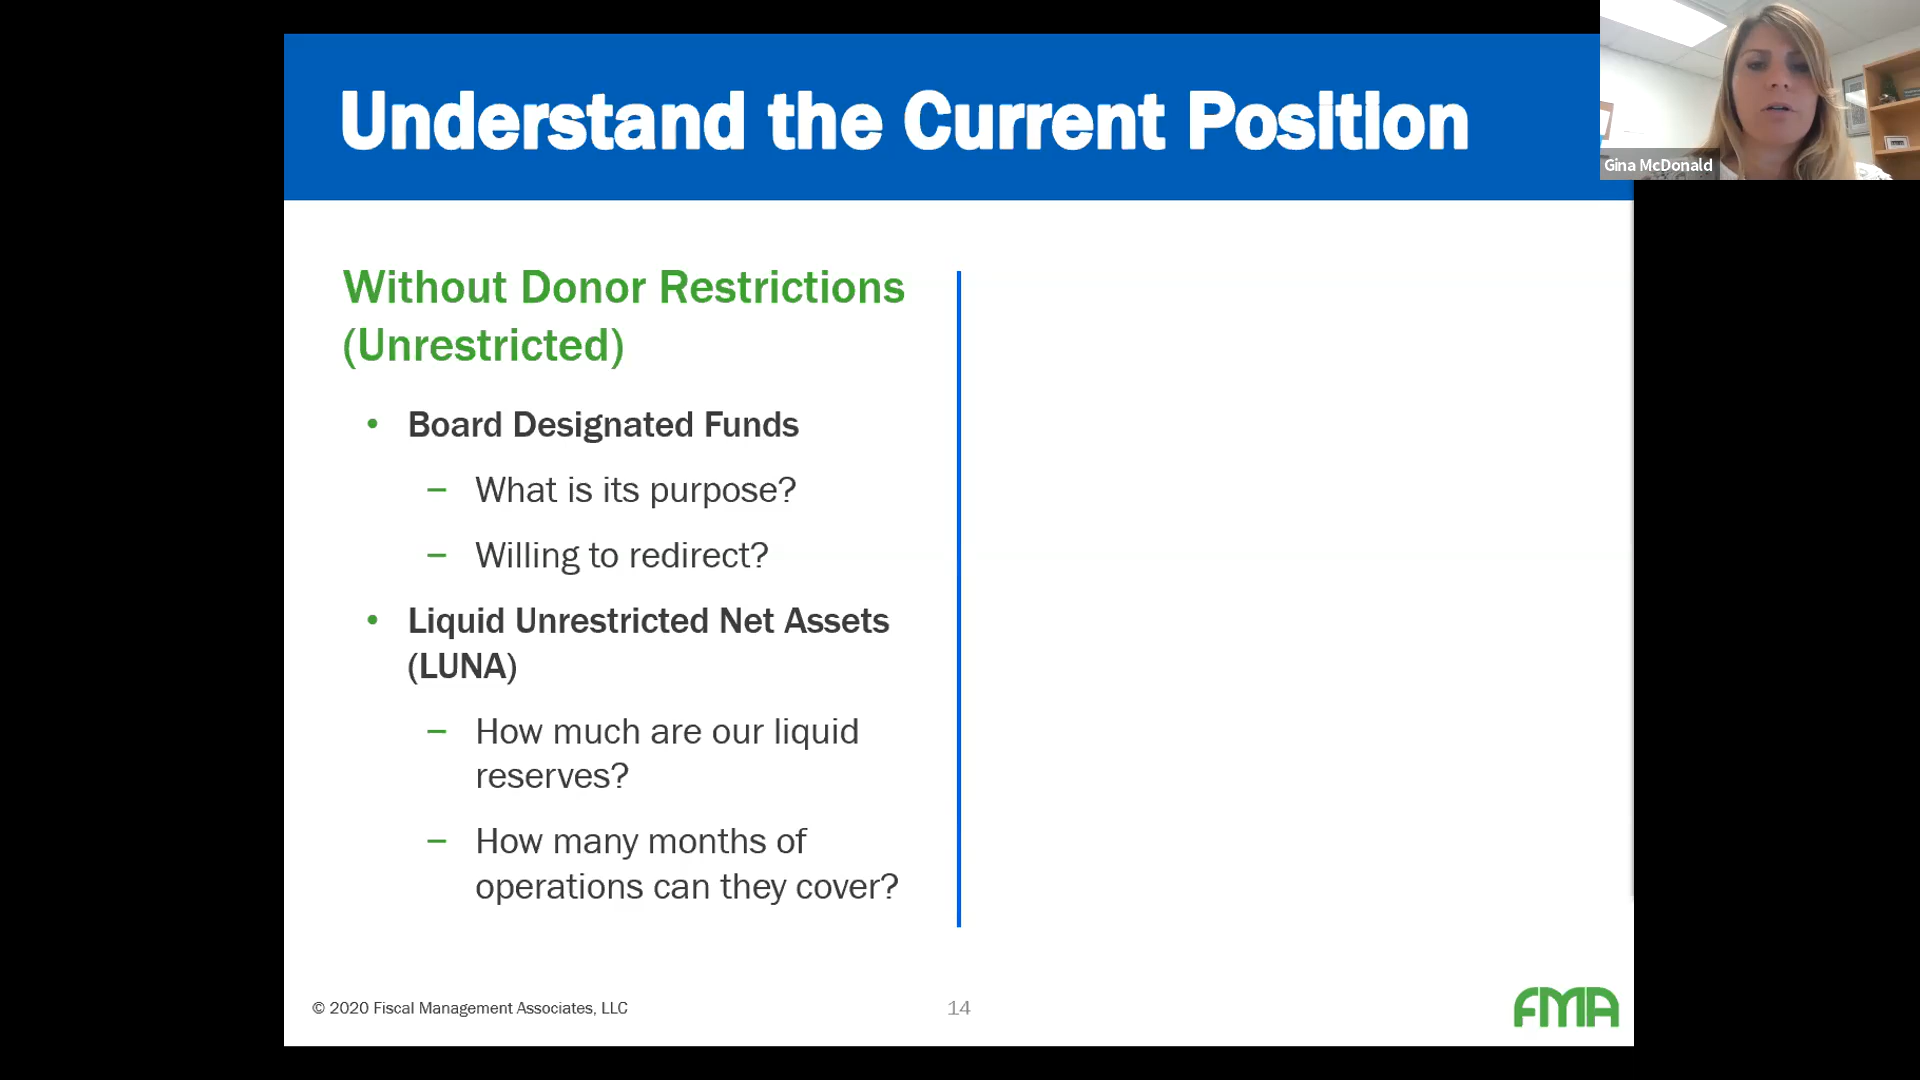 Understand the Current Position
Gina McDonald
Without Donor Restrictions
(Unrestricted)
• Board Designated Funds
– What is its purpose?
– Willing to redirect?
• Liquid Unrestricted Net Assets
(LUNA)
– How much are our liquid
reserves?
– How many months of
operations can they cover?
© 2020 Fiscal Management Associates, LLC
14
FMA